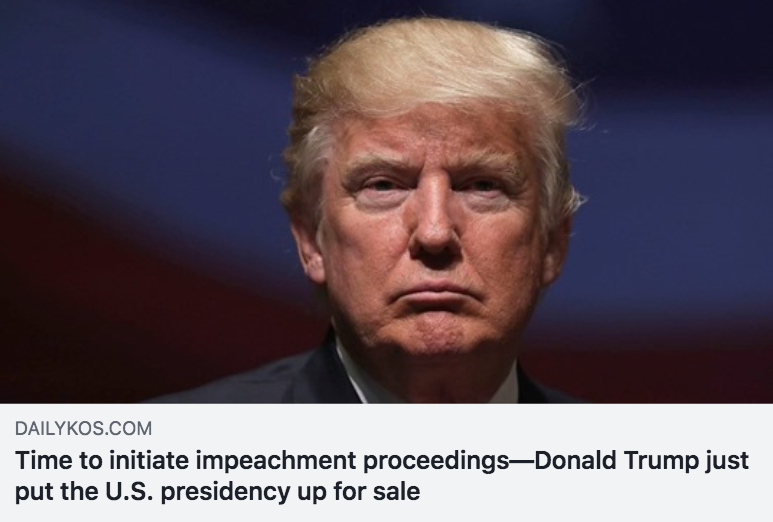 DAILYKOS.COM
Time to initiate impeachment proceedings—Donald Trump just
put the U.S. presidency up for sale